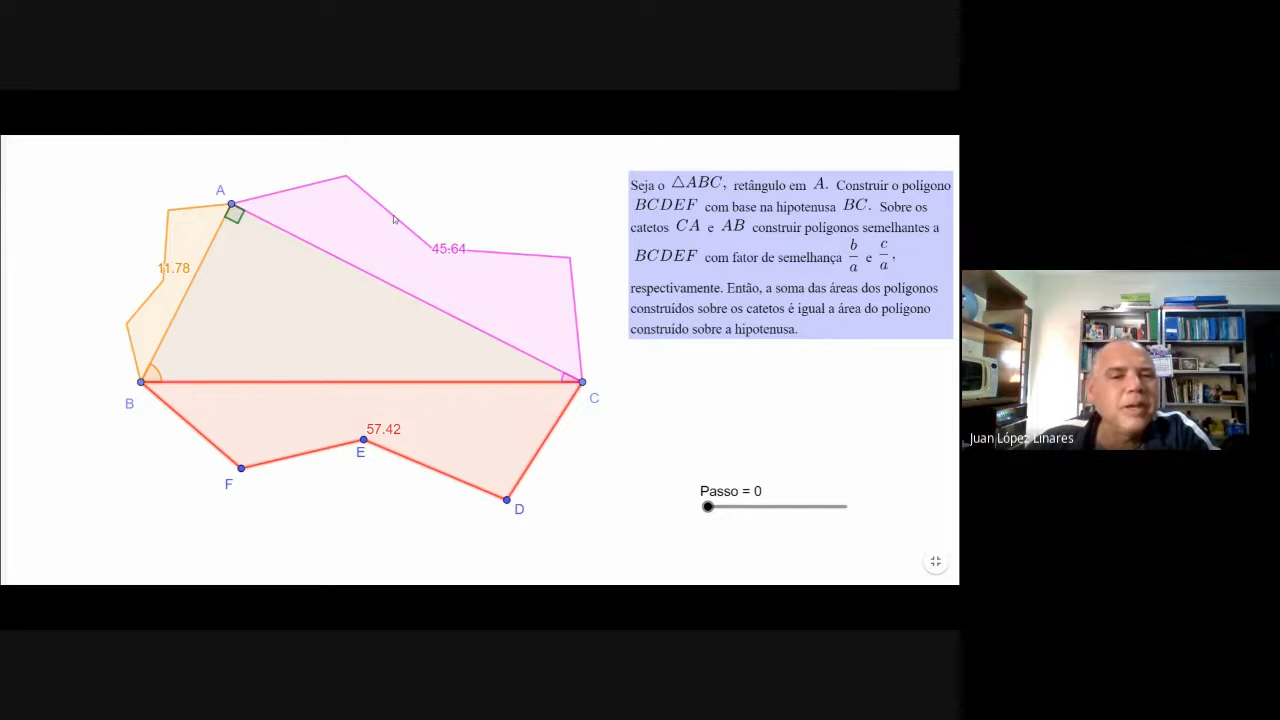 A
11.78
45.64
B
C
57.42
E
F
D
Seja o △ABC, retângulo em A. Construir o polígono
BCDEF com base na hipotenusa BC. Sobre os
catetos CA e AB construir polígonos semelhantes a
BCDEF com fator de semelhança b/a e c/a,
respectivamente. Então, a soma das áreas dos polígonos
construídos sobre os catetos é igual a área do polígono
construído sobre a hipotenusa.
Passo = 0
Juan López Linares